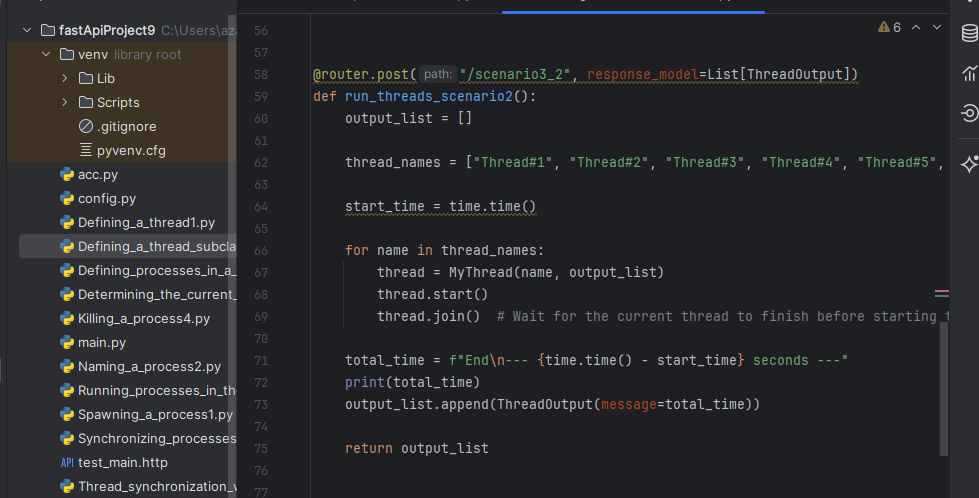 fastApiProject9 C:\Users\az
venv library root
Lib
Scripts
.gitignore
pyvenv.cfg
acc.py
config.py
Defining_a_thread1.py
Defining_a_thread_subcla
Defining_processes_in_a_
Determining_the_current_
Killing_a_process4.py
main.py
Naming_a_process2.py
Running_processes_in_th
Spawning_a_process1.py
Synchronizing_processes
API test_main.http
Thread_synchronization_
6
56
57
58 @router.post( path: "/scenario3_2", response_model=List[ThreadOutput])
59 def run_threads_scenario2():
60 output_list = []
61
62 thread_names = ["Thread#1", "Thread#2", "Thread#3", "Thread#4", "Thread#5",
63
64 start_time = time.time()
65
66 for name in thread_names:
67 thread = MyThread(name, output_list)
68 thread.start()
69 thread.join() # Wait for the current thread to finish before starting
70
71 total_time = f"End\n--- {time.time() - start_time} seconds ---"
72 print(total_time)
73 output_list.append(ThreadOutput(message=total_time))
74
75 return output_list
76
77